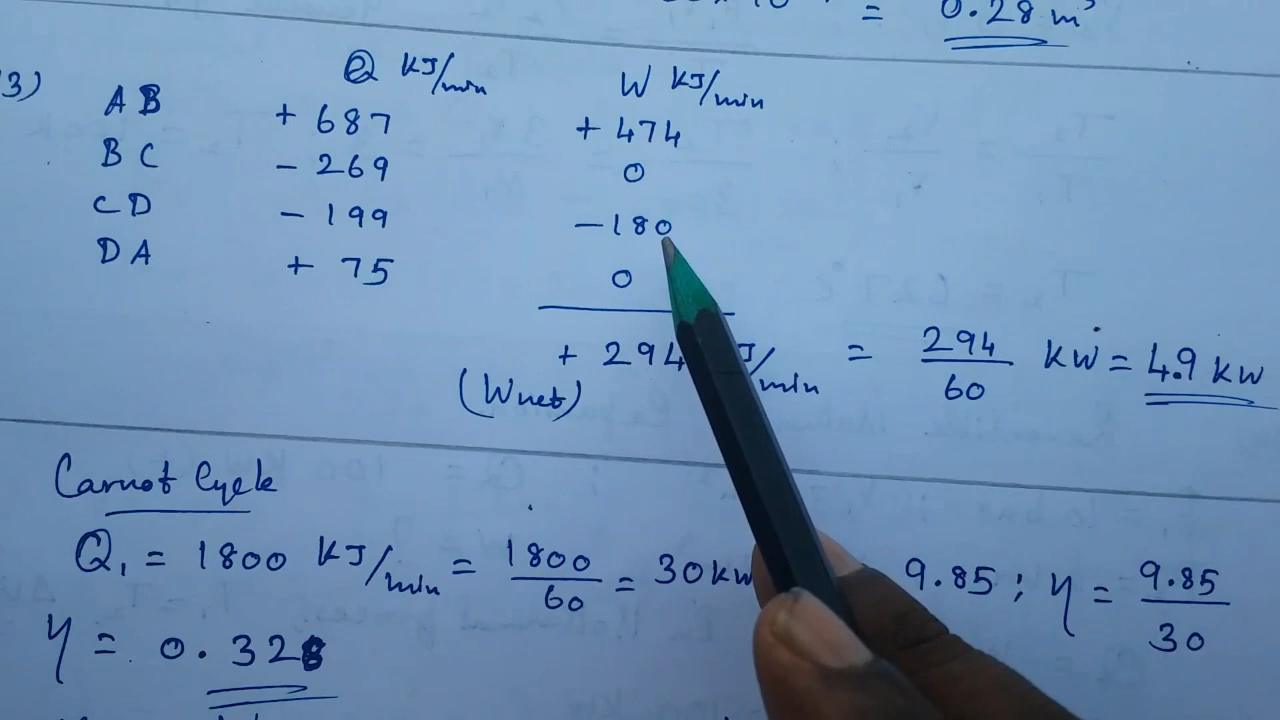 = 0.28 m³
3) Q KJ/min W KJ/min
AB + 687 + 474
BC - 269 0
CD - 199 - 180
DA + 75 0
+ 294 J/min = 294/60 kW = 4.9 kW
(Wnet)
Carnot Cycle
Q₁ = 1800 KJ/min = 1800/60 = 30 kW 9.85 ; η = 9.85/30
η = 0.328